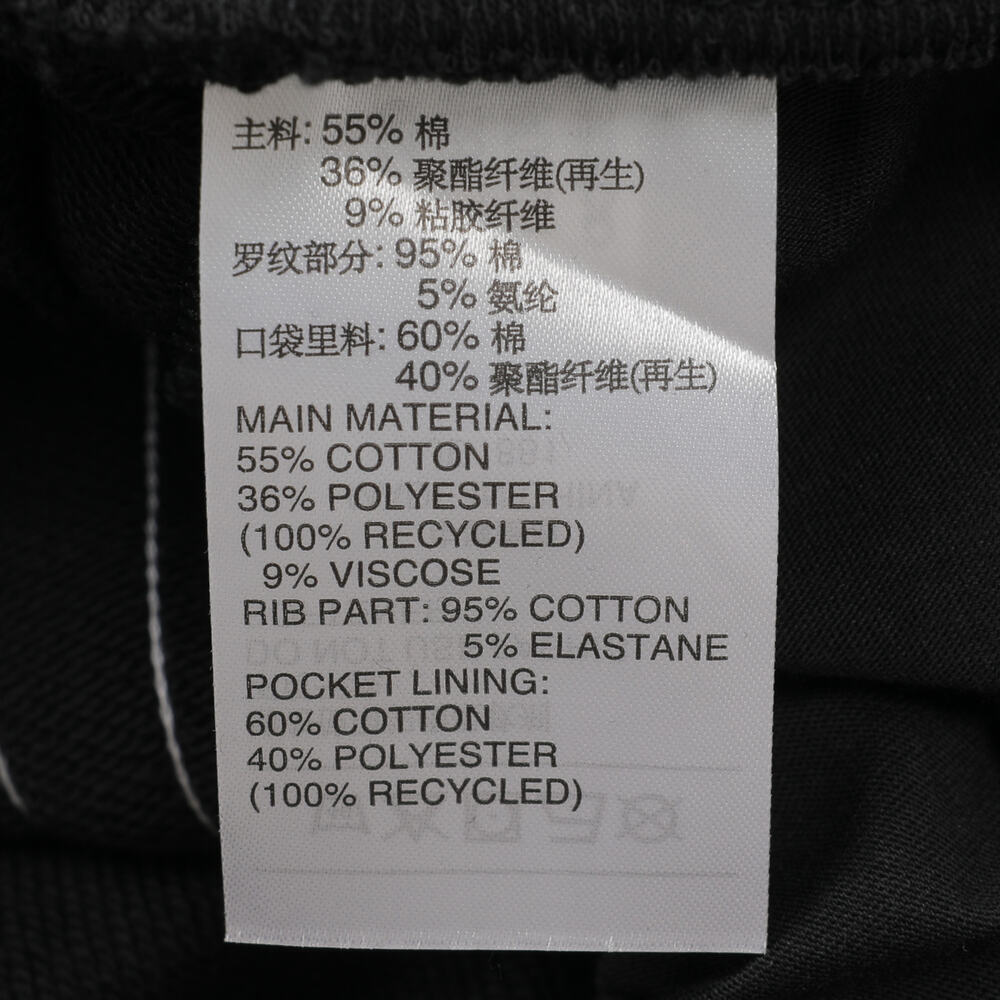 主料: 55% 棉
36% 聚酯纤维(再生)
9% 粘胶纤维
罗纹部分: 95% 棉
5% 氨纶
口袋里料: 60% 棉
40% 聚酯纤维(再生)
MAIN MATERIAL:
55% COTTON
36% POLYESTER
(100% RECYCLED)
9% VISCOSE
RIB PART: 95% COTTON
5% ELASTANE
POCKET LINING:
60% COTTON
40% POLYESTER
(100% RECYCLED)